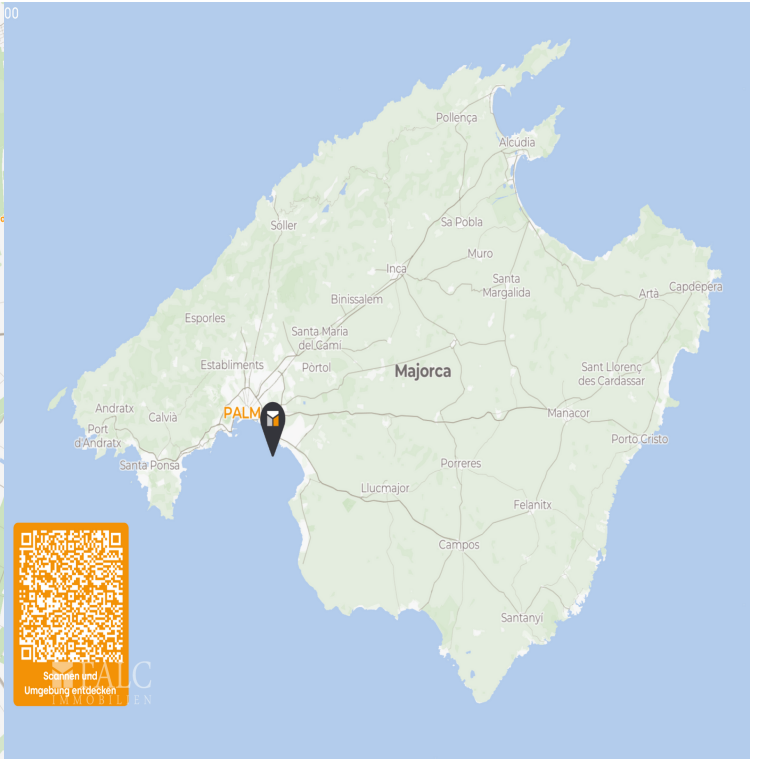 00
Pollença
Alcúdia
Sóller
Sa Pobla
Muro
Inca
Santa
Margalida
Artà
Capdepera
Binissalem
Esporles
Santa Maria
del Camí
Establiments
Pòrtol
Majorca
Sant Llorenç
des Cardassar
Andratx
Calvià
PALM
Manacor
Port
d'Andratx
Porto Cristo
Santa Ponsa
Porreres
Llucmajor
Felanitx
Campos
Santanyí
Scannen und
Umgebung entdecken
FALC
IMMOBILIEN